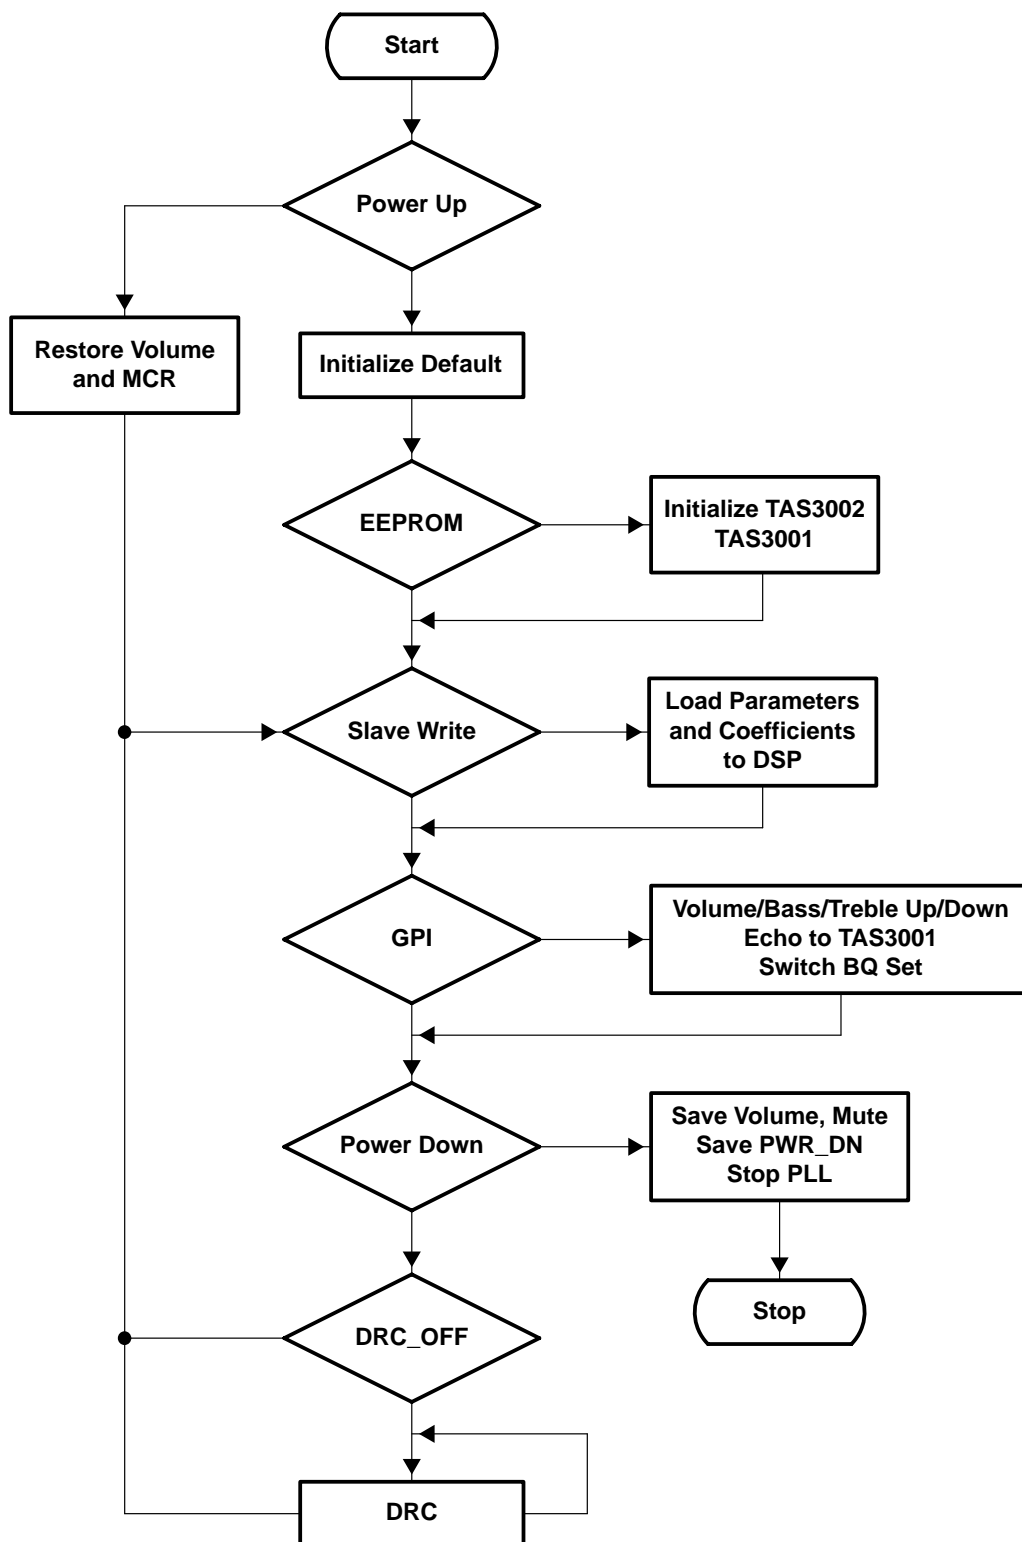 Start
Power Up
Restore Volume
and MCR
Initialize Default
EEPROM
Initialize TAS3002
TAS3001
Slave Write
Load Parameters
and Coefficients
to DSP
GPI
Volume/Bass/Treble Up/Down
Echo to TAS3001
Switch BQ Set
Power Down
Save Volume, Mute
Save PWR_DN
Stop PLL
Stop
DRC_OFF
DRC